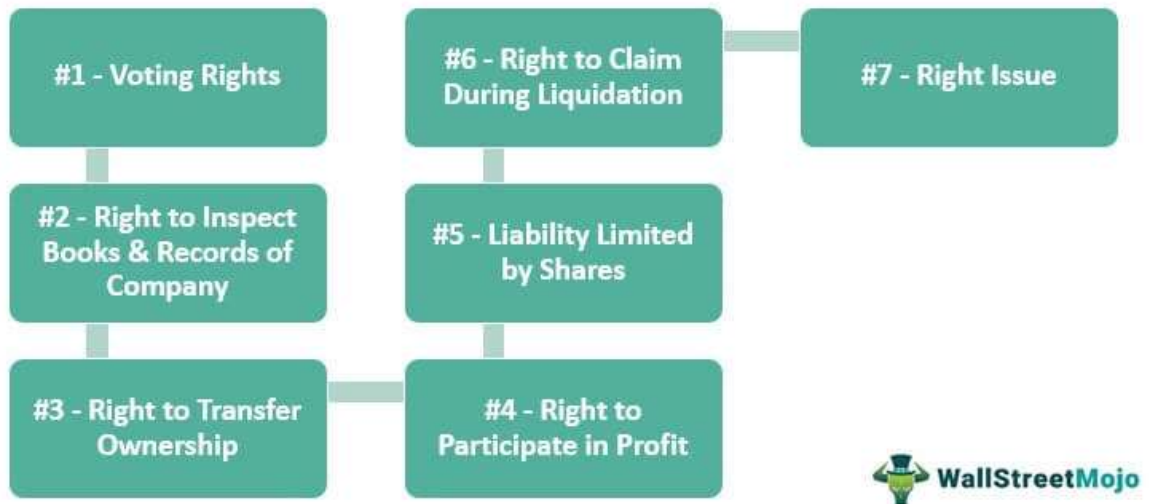 #1 - Voting Rights
#2 - Right to Inspect
Books & Records of
Company
#3 - Right to Transfer
Ownership
#4 - Right to
Participate in Profit
#5 - Liability Limited
by Shares
#6 - Right to Claim
During Liquidation
#7 - Right Issue
WallStreetMojo